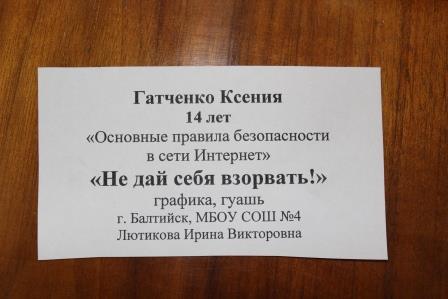 Гатченко Ксения
14 лет
«Основные правила безопасности
в сети Интернет»
«Не дай себя взорвать!»
графика, гуашь
г. Балтийск, МБОУ СОШ №4
Лютикова Ирина Викторовна